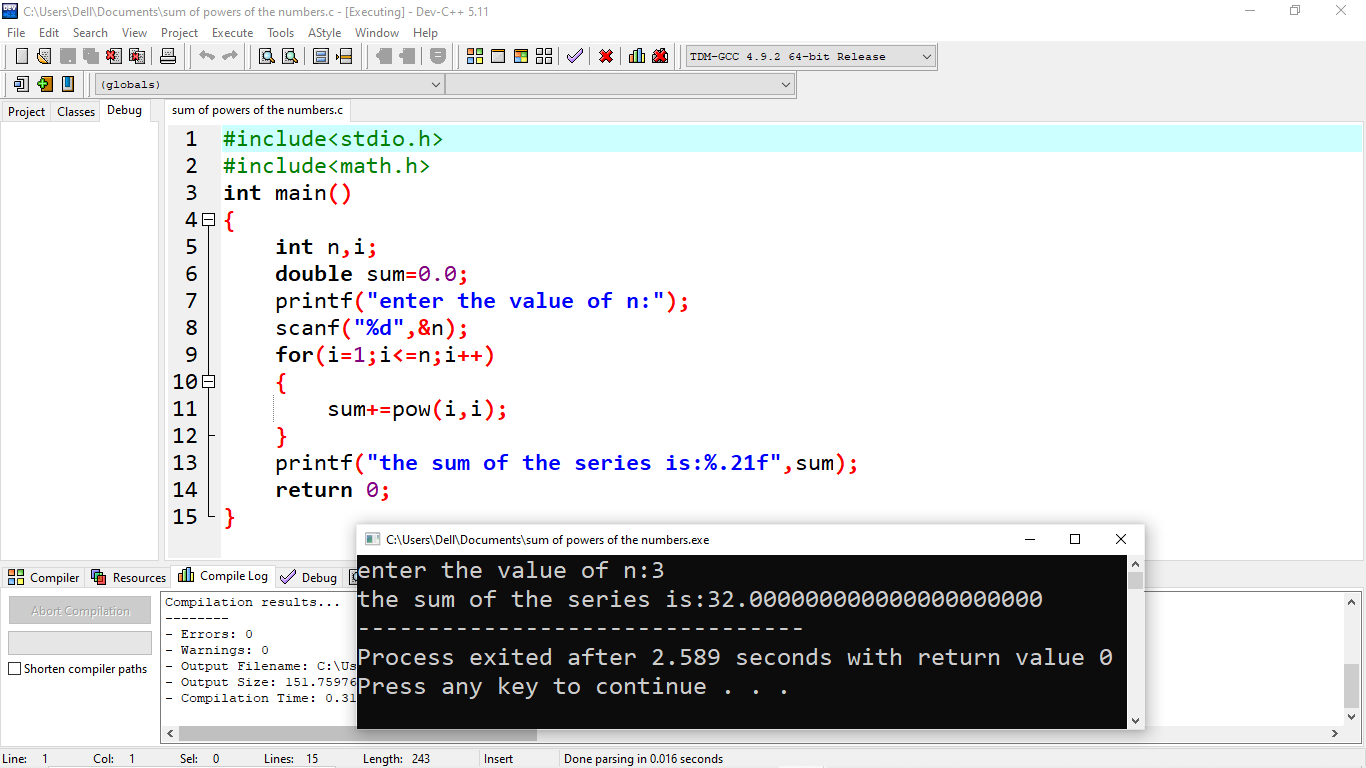 C:\Users\Dell\Documents\sum of powers of the numbers.c - [Executing] - Dev-C++ 5.11
File Edit Search View Project Execute Tools AStyle Window Help
TDM-GCC 4.9.2 64-bit Release
(globals)
Project Classes Debug
sum of powers of the numbers.c
1 #include<stdio.h>
2 #include<math.h>
3 int main()
4 {
5 int n,i;
6 double sum=0.0;
7 printf("enter the value of n:");
8 scanf("%d",&n);
9 for(i=1;i<=n;i++)
10 {
11 sum+=pow(i,i);
12 }
13 printf("the sum of the series is:%.21f",sum);
14 return 0;
15 }
Compiler Resources Compile Log Debug
Abort Compilation
Shorten compiler paths
Compilation results...
--------
- Errors: 0
- Warnings: 0
- Output Filename: C:\Us
- Output Size: 151.75976
- Compilation Time: 0.31
C:\Users\Dell\Documents\sum of powers of the numbers.exe
enter the value of n:3
the sum of the series is:32.000000000000000000000
--------------------------------
Process exited after 2.589 seconds with return value 0
Press any key to continue . . .
Line: 1 Col: 1 Sel: 0 Lines: 15 Length: 243 Insert Done parsing in 0.016 seconds